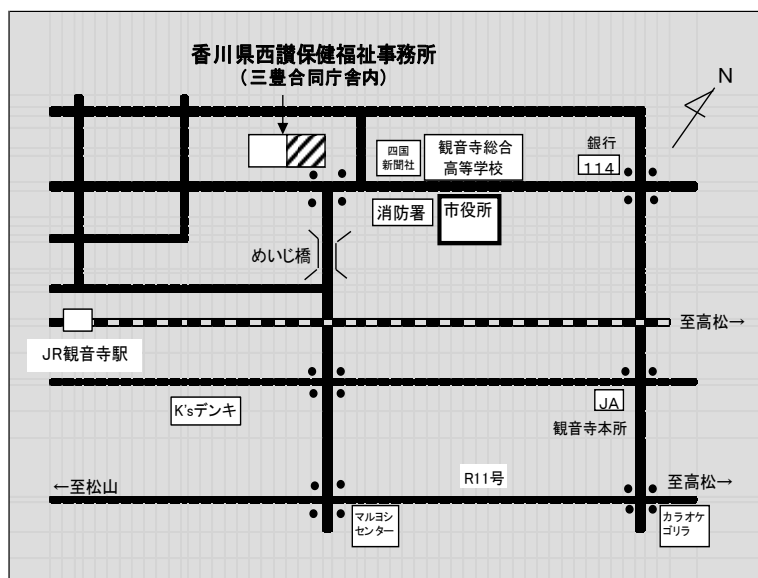 香川県西讃保健福祉事務所
(三豊合同庁舎内)
N
四国
新聞社
観音寺総合
高等学校
銀行
114
消防署
市役所
めいじ橋
至高松→
JR観音寺駅
K'sデンキ
JA
観音寺本所
←至松山
R11号
至高松→
マルヨシ
センター
カラオケ
ゴリラ